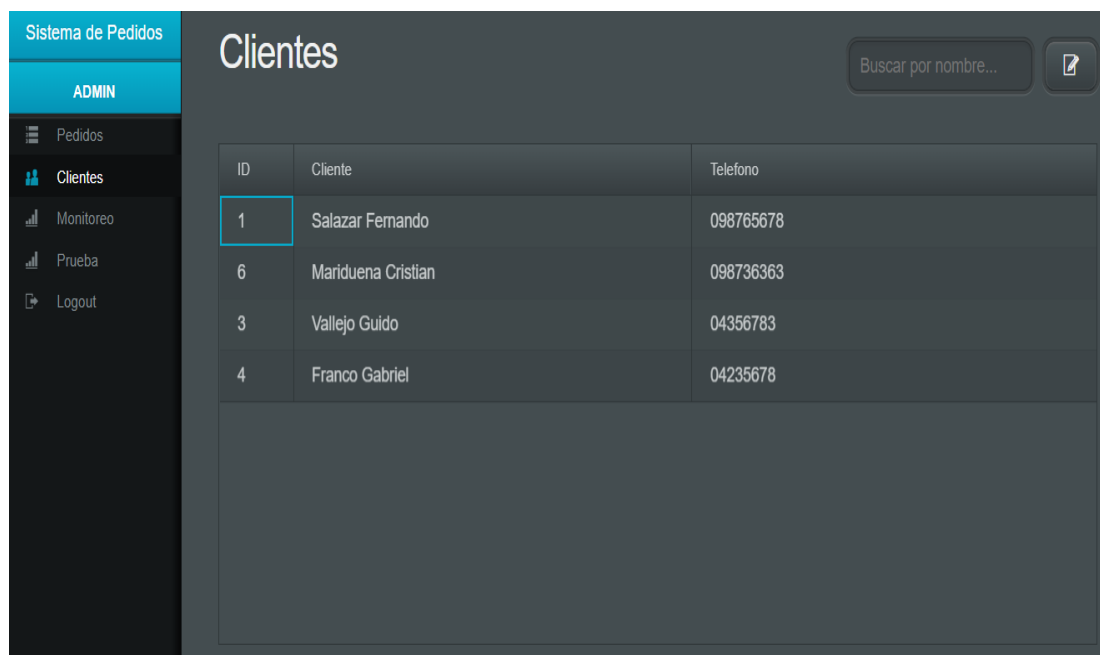 Sistema de Pedidos
ADMIN
Pedidos
Clientes
Monitoreo
Prueba
Logout
Clientes
Buscar por nombre...
ID Cliente Telefono
1 Salazar Fernando 098765678
6 Mariduena Cristian 098736363
3 Vallejo Guido 04356783
4 Franco Gabriel 04235678